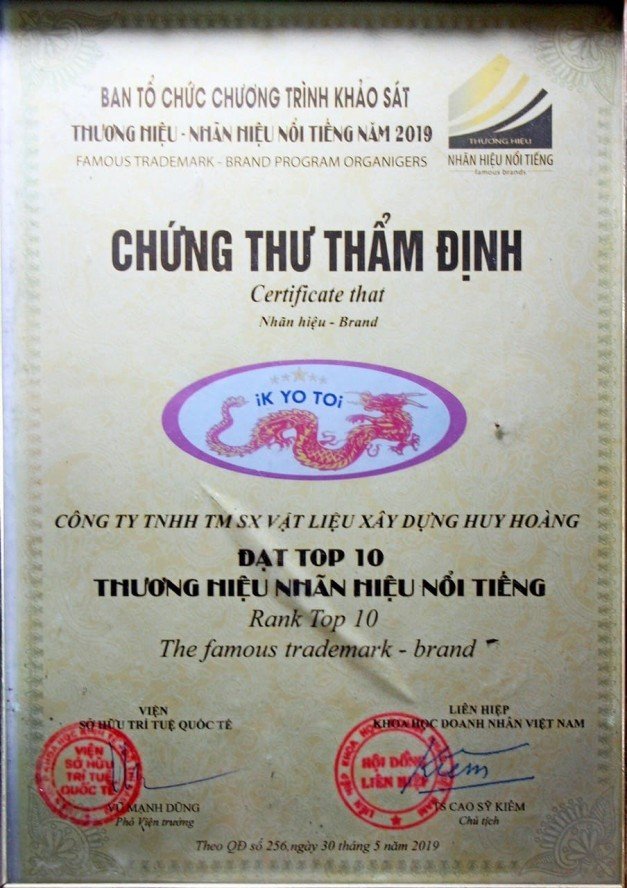 BAN TỔ CHỨC CHƯƠNG TRÌNH KHẢO SÁT
THƯƠNG HIỆU - NHÃN HIỆU NỔI TIẾNG NĂM 2019
FAMOUS TRADEMARK - BRAND PROGRAM ORGANIGERS
THƯƠNG HIỆU
NHÃN HIỆU NỔI TIẾNG
famous brands
CHỨNG THƯ THẨM ĐỊNH
Certificate that
Nhãn hiệu - Brand
iK YO TOi
CÔNG TY TNHH TM SX VẬT LIỆU XÂY DỰNG HUY HOÀNG
ĐẠT TOP 10
THƯƠNG HIỆU NHÃN HIỆU NỔI TIẾNG
Rank Top 10
The famous trademark - brand
VIỆN
SỞ HỮU TRÍ TUỆ QUỐC TẾ
VIỆN
SỞ HỮU
TRÍ TUỆ
QUỐC TẾ
VŨ MẠNH DŨNG
Phó Viện trưởng
LIÊN HIỆP
KHOA HỌC DOANH NHÂN VIỆT NAM
HỘI ĐỒNG
LIÊN HIỆP
TS CAO SỸ KIÊM
Chủ tịch
Theo QĐ số 256, ngày 30 tháng 5 năm 2019